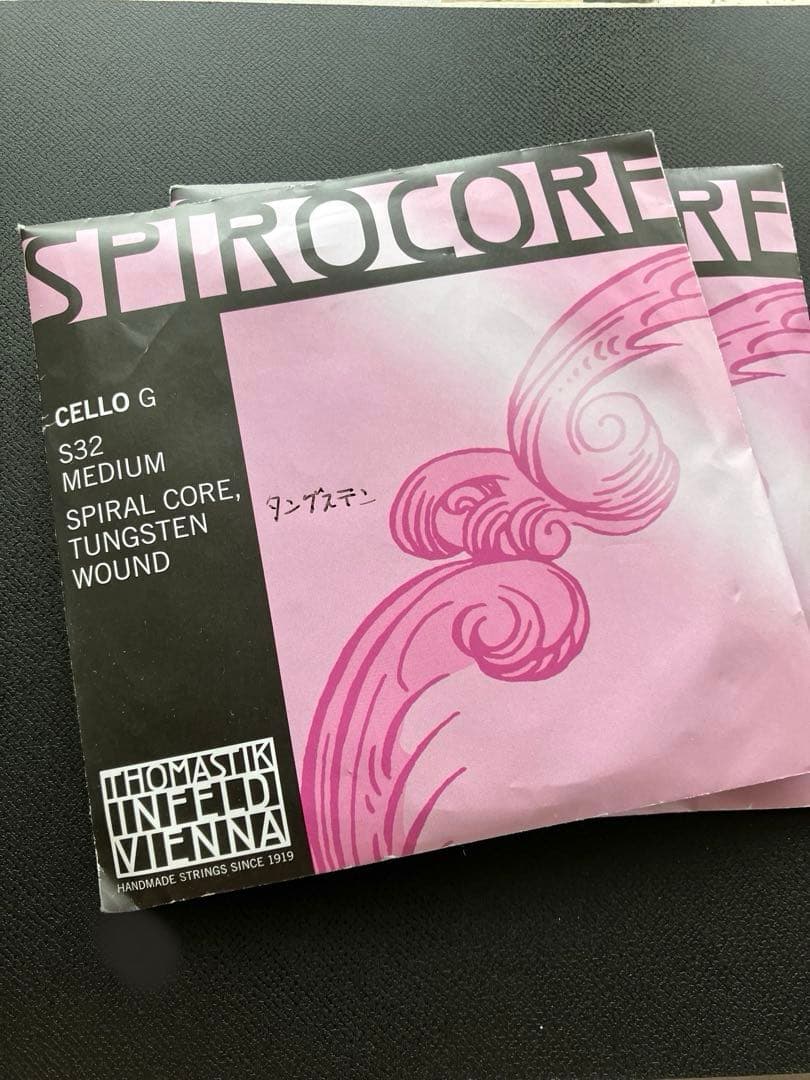 SPIROCORE
CELLO G
S32
MEDIUM
SPIRAL CORE,
TUNGSTEN
WOUND
タングステン
THOMASTIK
INFELD
VIENNA
HANDMADE STRINGS SINCE 1919
RE